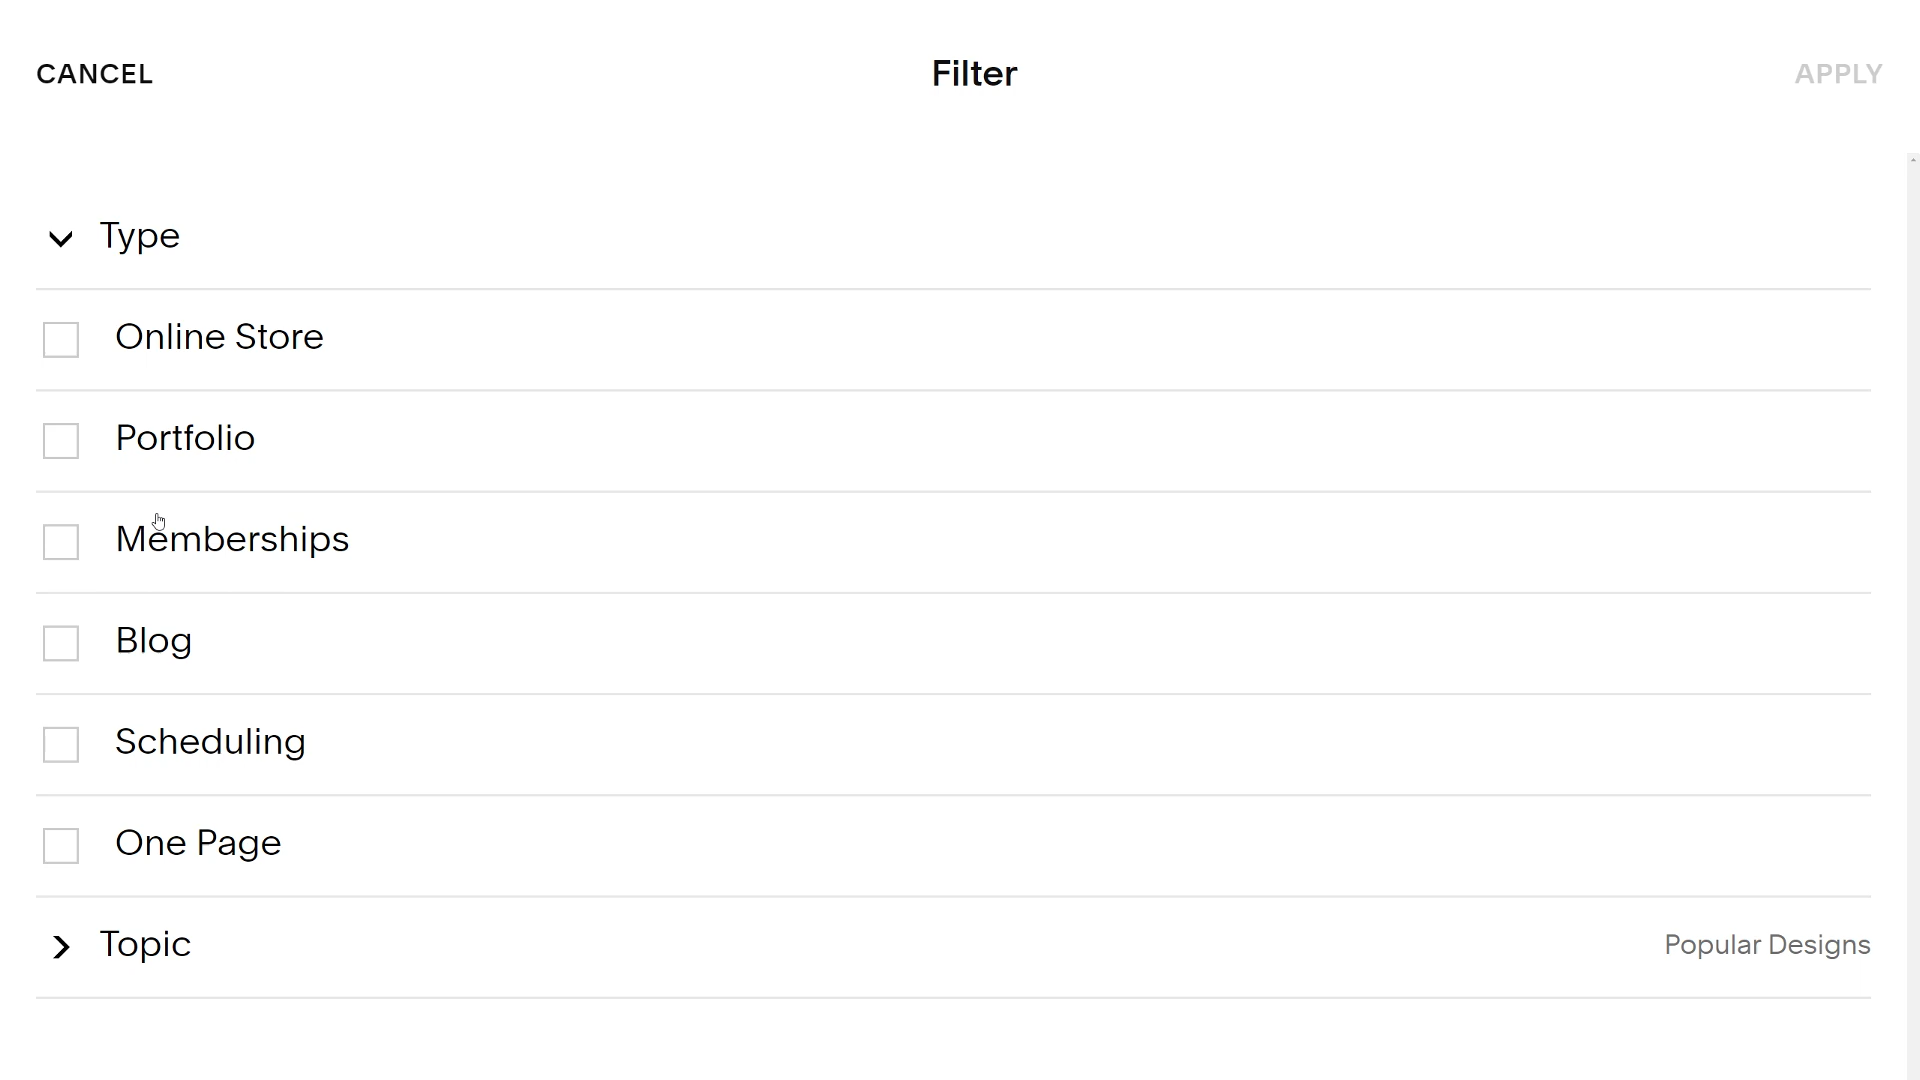 CANCEL
Filter
APPLY
Type
Online Store
Portfolio
Memberships
Blog
Scheduling
One Page
Topic
Popular Designs